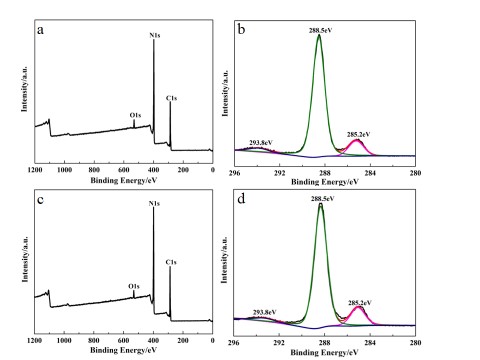 a
N1s
C1s
O1s
Intensity/a.u.
1200 1000 800 600 400 200 0
Binding Energy/eV
b
288.5eV
285.2eV
293.8eV
Intensity/a.u.
296 292 288 284 280
Binding Energy/eV
c
N1s
C1s
O1s
Intensity/a.u.
1200 1000 800 600 400 200 0
Binding Energy/eV
d
288.5eV
285.2eV
293.8eV
Intensity/a.u.
296 292 288 284 280
Binding Energy/eV